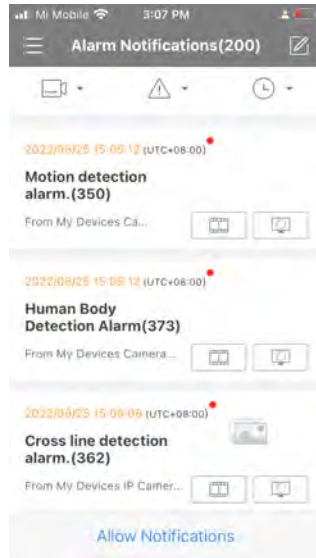 Mi Mobile 3:07 PM
Alarm Notifications(200)
2022/08/25 15:06:12 (UTC+08:00)
Motion detection
alarm.(350)
From My Devices Ca...
2022/08/25 15:06:12 (UTC+08:00)
Human Body
Detection Alarm(373)
From My Devices Camera...
2022/08/25 15:06:06 (UTC+08:00)
Cross line detection
alarm.(362)
From My Devices IP Camer...
Allow Notifications